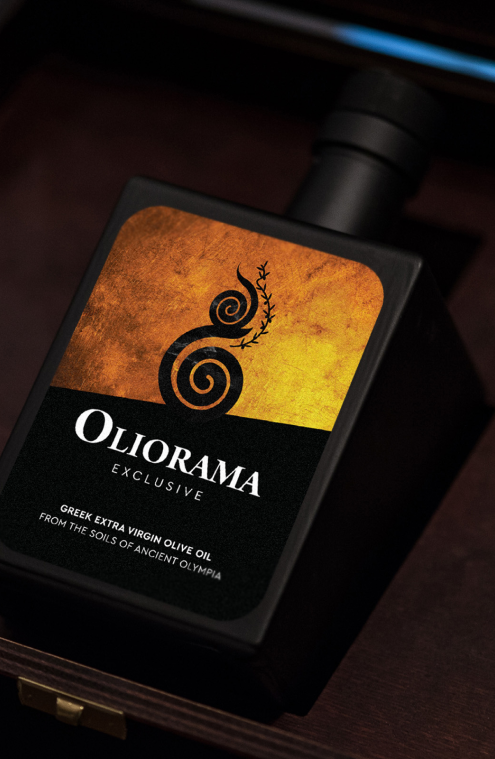 OLIORAMA
EXCLUSIVE
GREEK EXTRA VIRGIN OLIVE OIL
FROM THE SOILS OF ANCIENT OLYMPIA